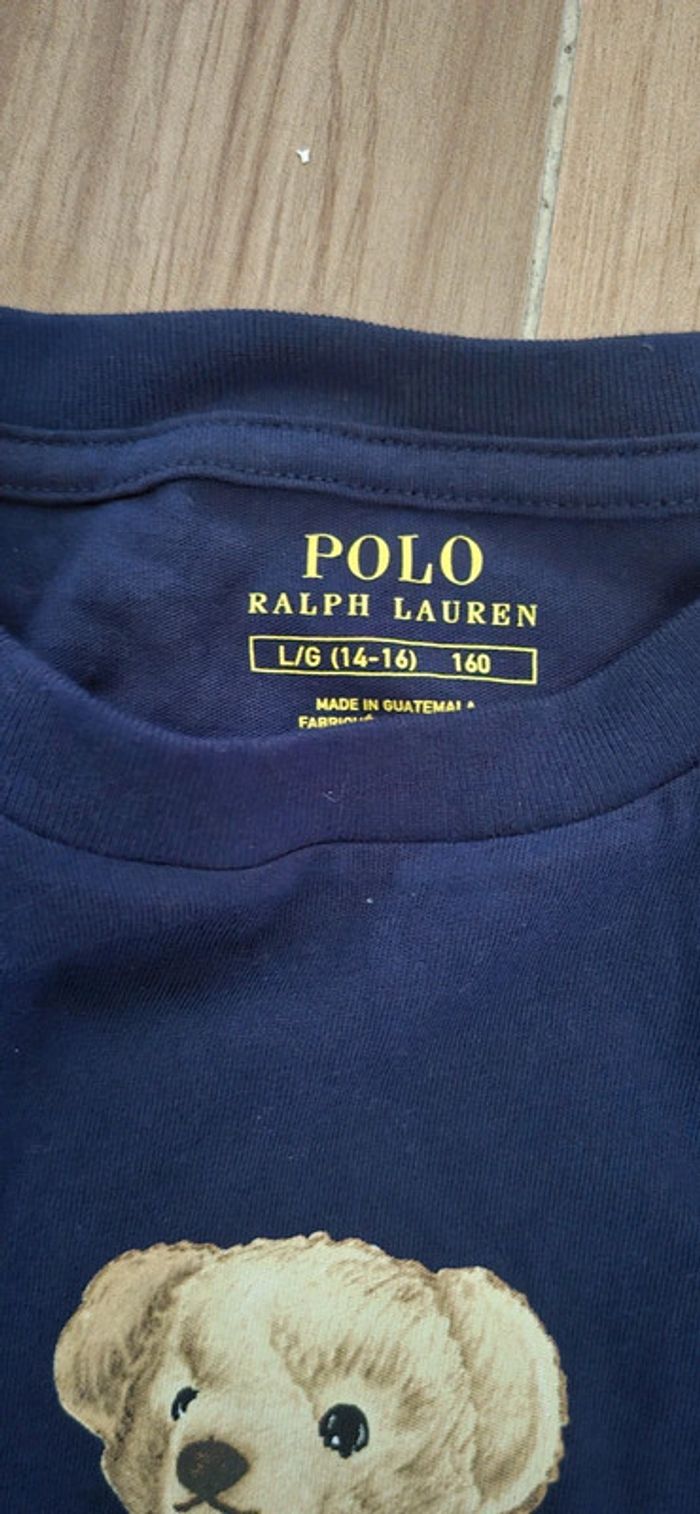 POLO
RALPH LAUREN
L/G (14-16) 160
MADE IN GUATEMALA